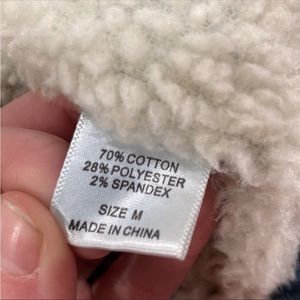 70% COTTON
28% POLYESTER
2% SPANDEX
SIZE M
MADE IN CHINA